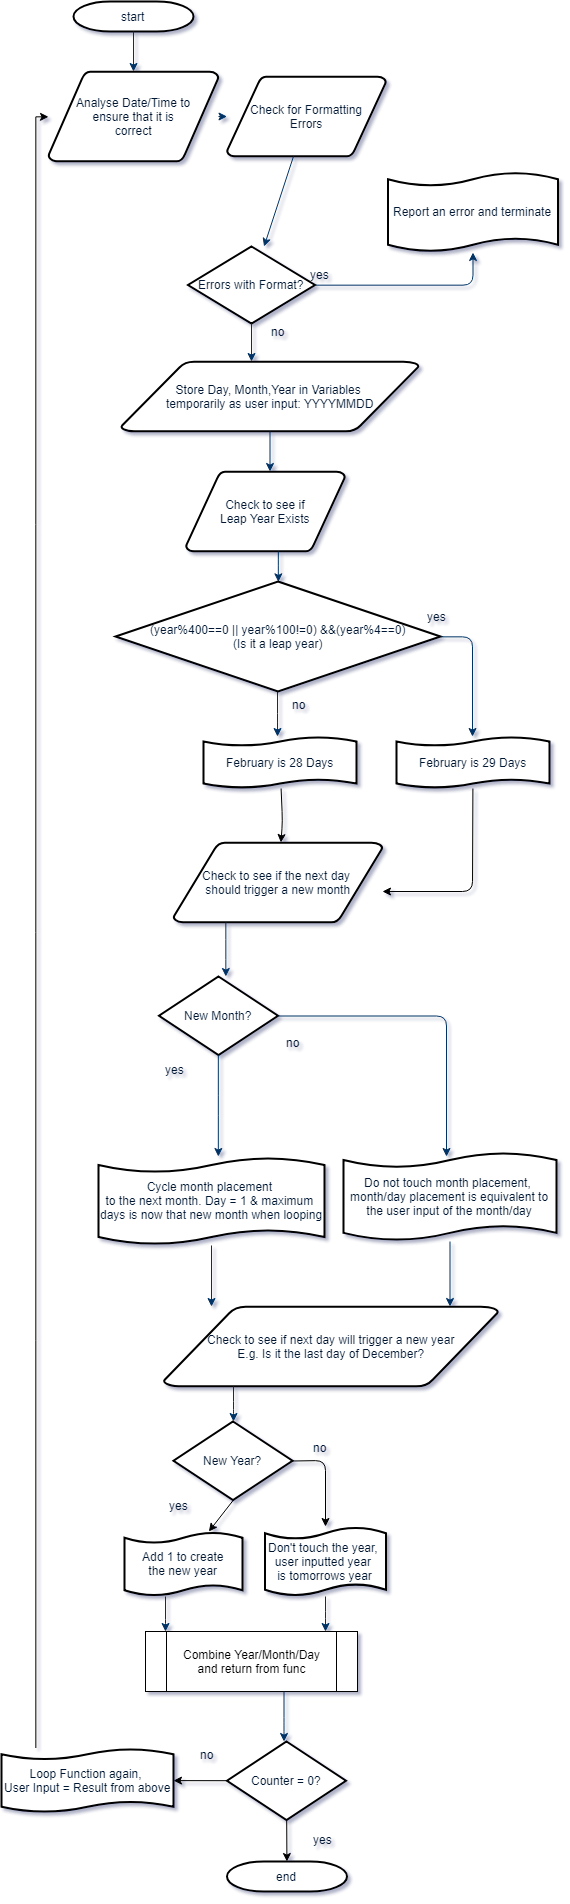 start
Analyse Date/Time to
ensure that it is
correct
Check for Formatting
Errors
Report an error and terminate
Errors with Format?
yes
no
Store Day, Month,Year in Variables
temporarily as user input: YYYYMMDD
Check to see if
Leap Year Exists
yes
(year%400==0 || year%100!=0) &&(year%4==0)
(Is it a leap year)
no
February is 28 Days
February is 29 Days
Check to see if the next day
should trigger a new month
New Month?
no
yes
Cycle month placement
to the next month. Day = 1 & maximum
days is now that new month when looping
Do not touch month placement,
month/day placement is equivalent to
the user input of the month/day
Check to see if next day will trigger a new year
E.g. Is it the last day of December?
New Year?
no
yes
Add 1 to create
the new year
Don't touch the year,
user inputted year
is tomorrows year
Combine Year/Month/Day
and return from func
Counter = 0?
no
Loop Function again,
User Input = Result from above
yes
end